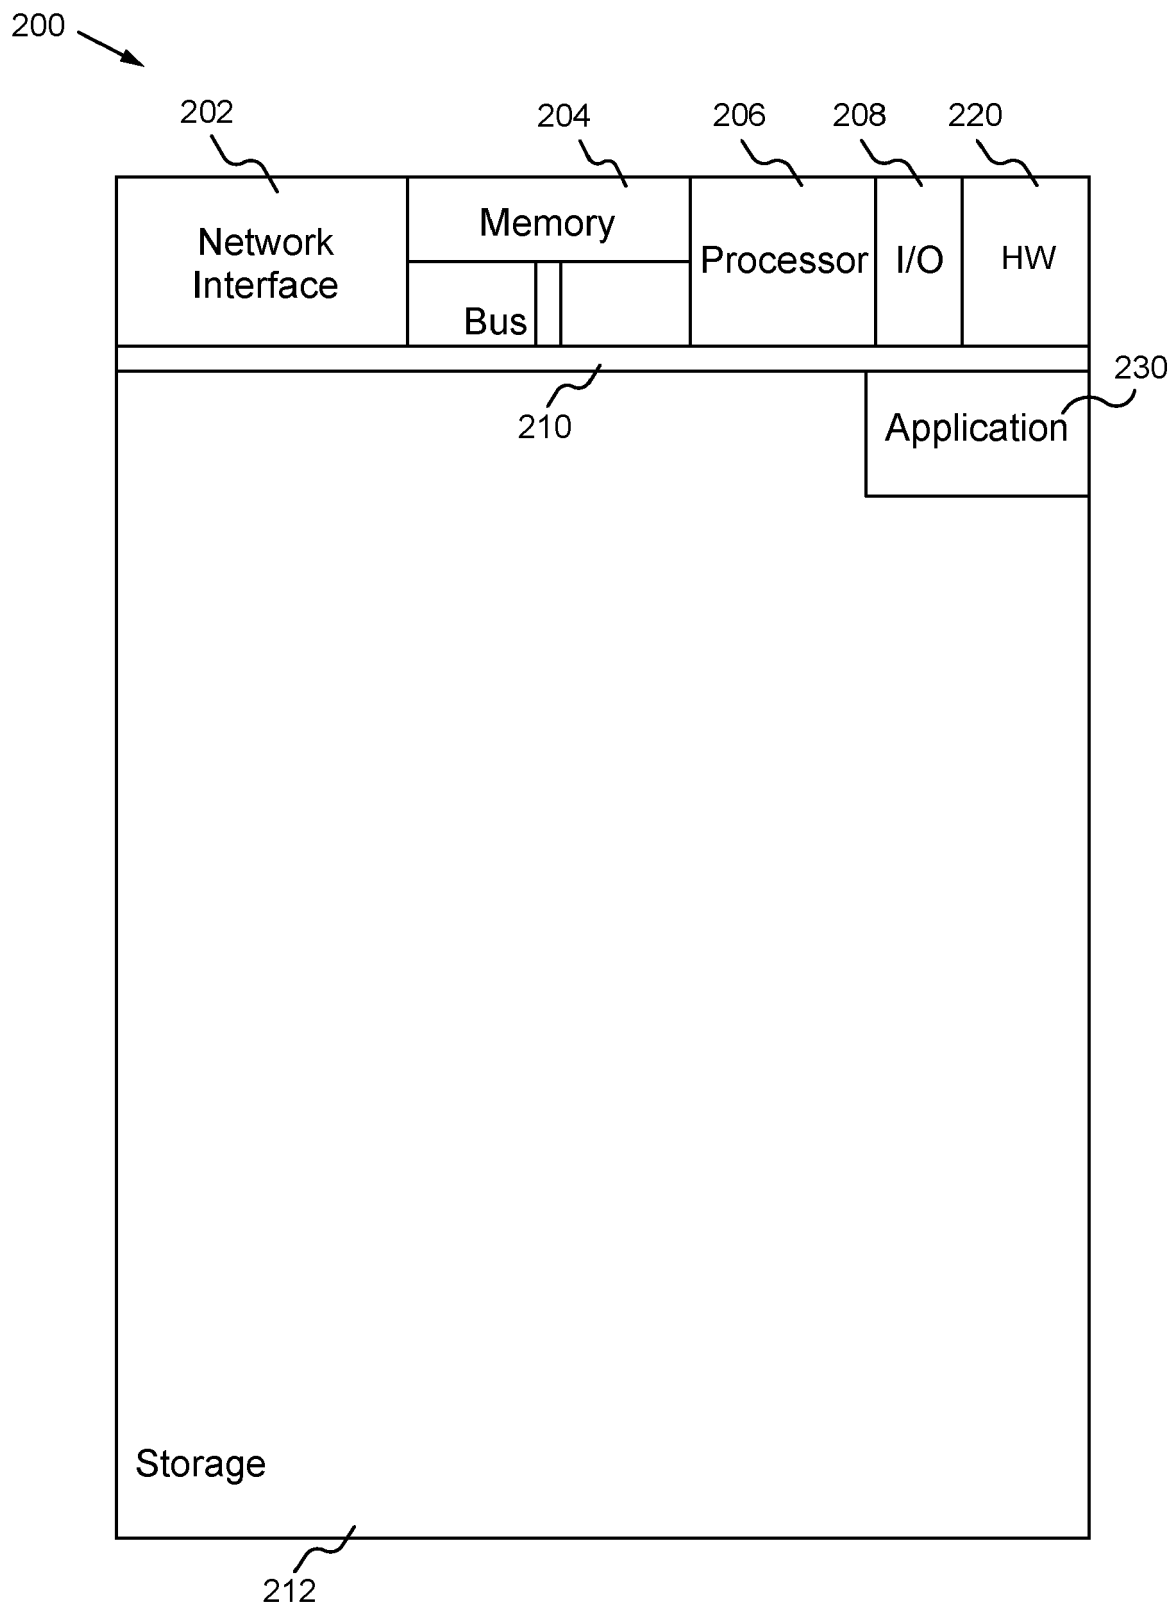 200
202
204
206
208
220
Network
Interface
Memory
Bus
Processor
I/O
HW
230
210
Application
Storage
212